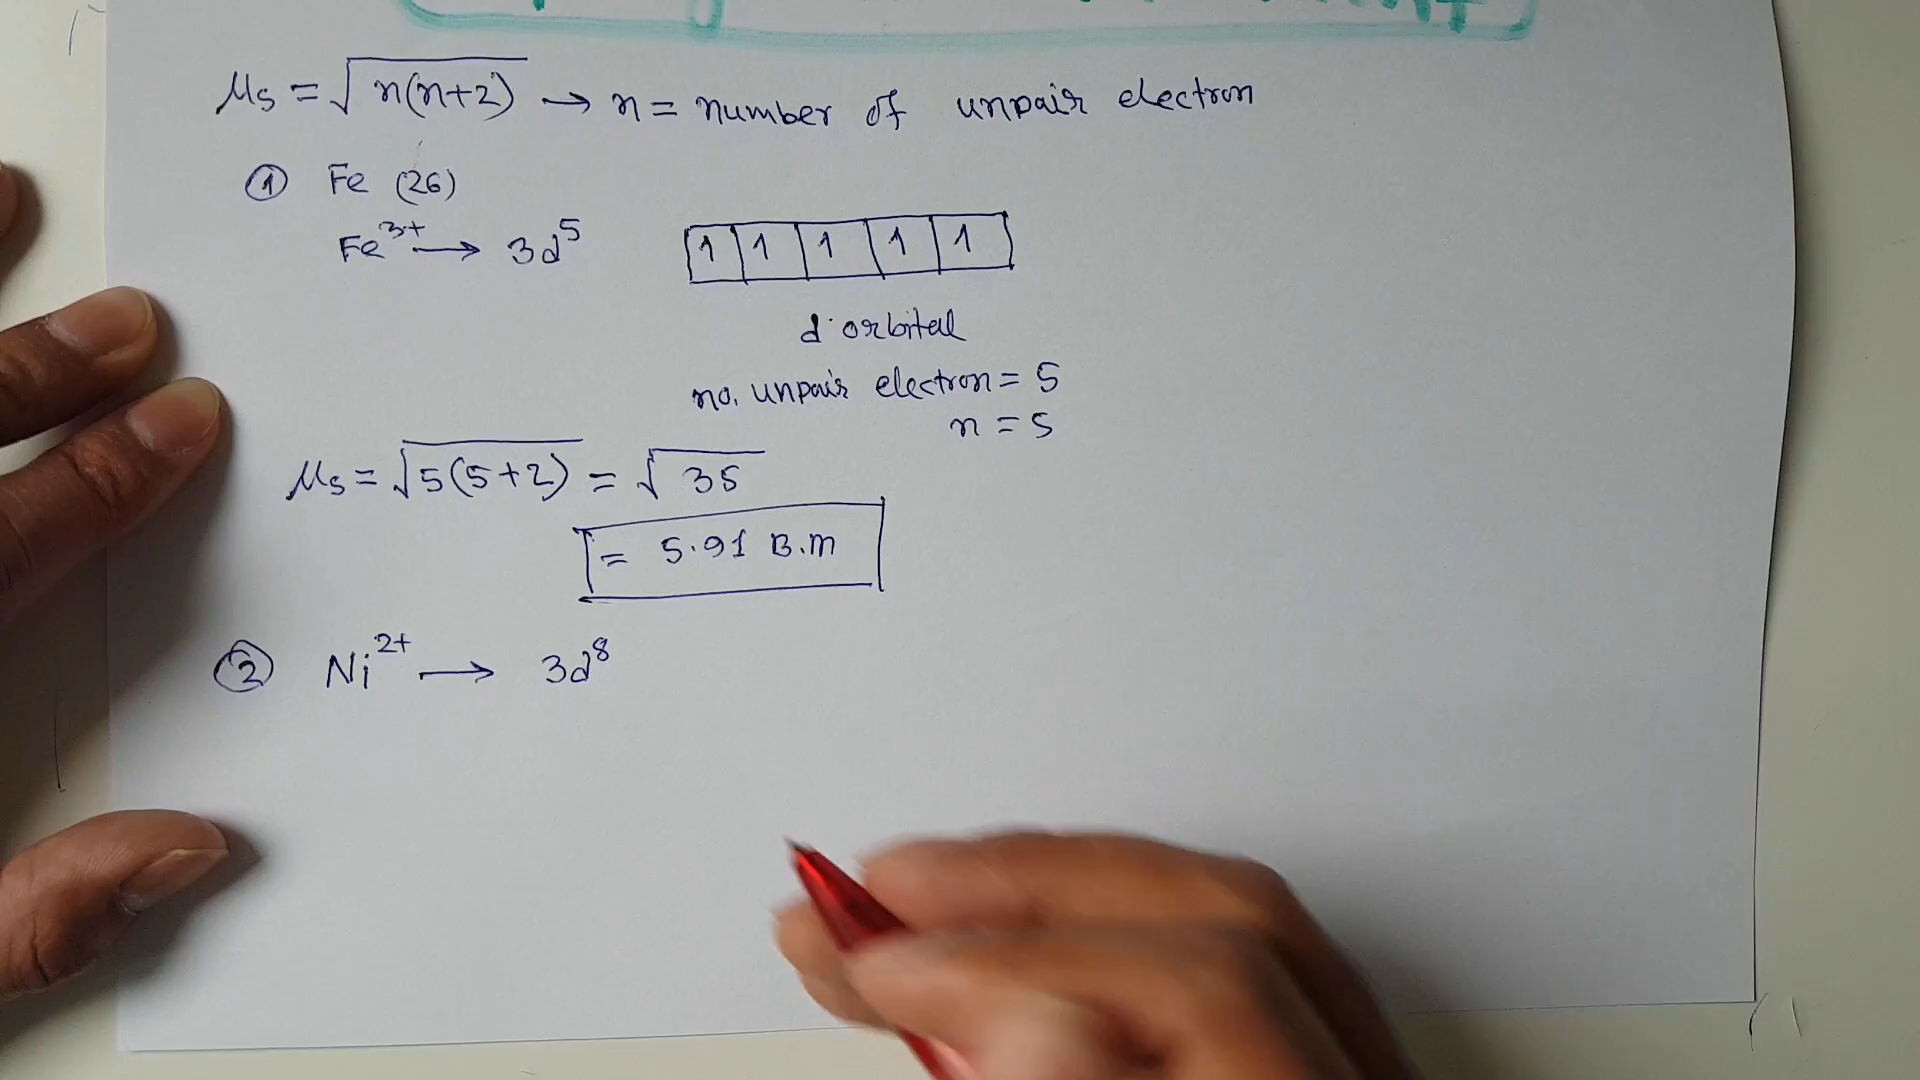 μs = √n(n+2) → n = number of unpair electron
① Fe (26)
Fe³⁺ → 3d⁵
1 1 1 1 1
d orbital
no. unpair electron = 5
n = 5
μs = √5(5+2) = √35
= 5.91 B.m
② Ni²⁺ → 3d⁸